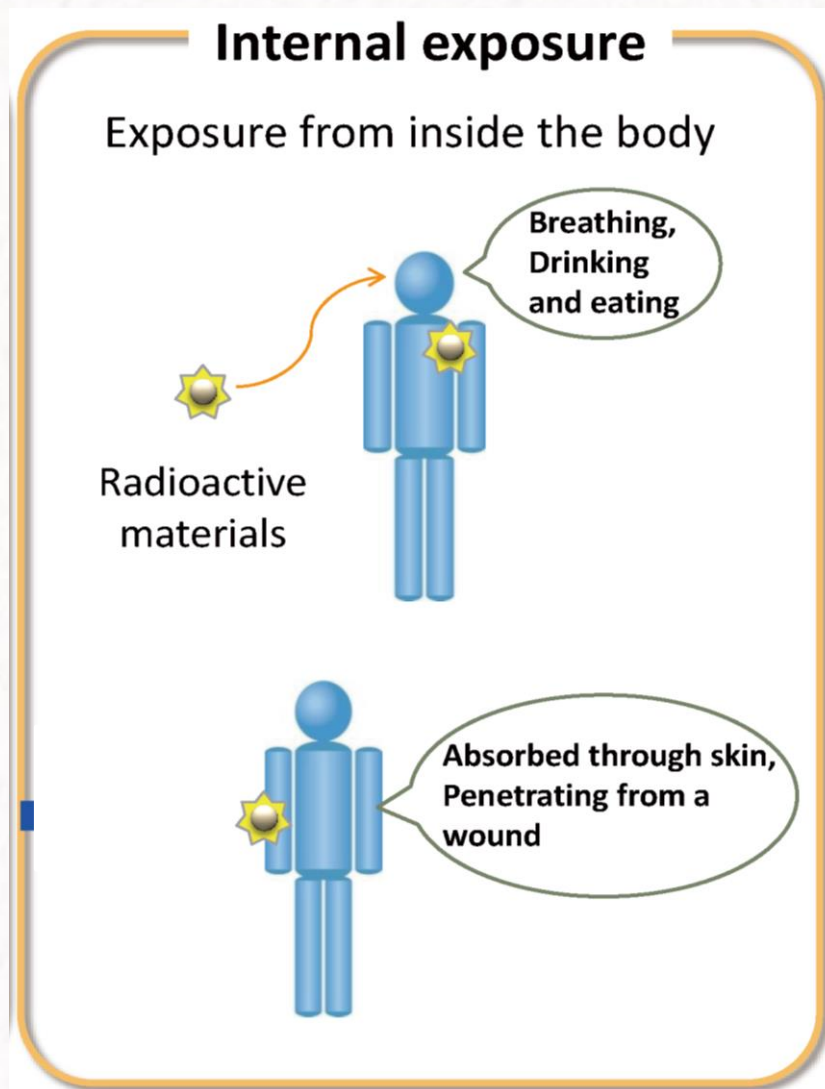 Internal exposure
Exposure from inside the body
Breathing,
Drinking
and eating
Radioactive
materials
Absorbed through skin,
Penetrating from a
wound